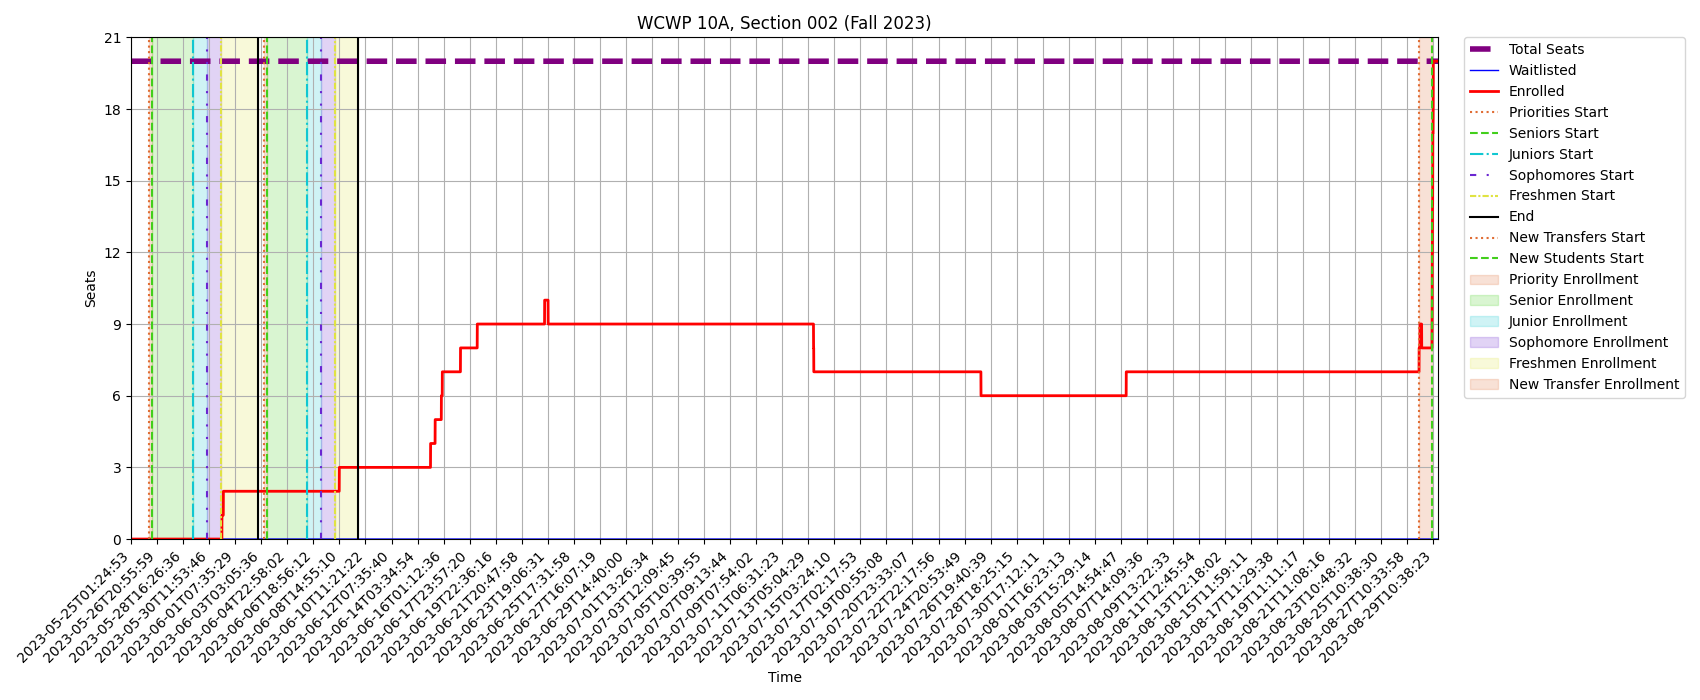 WCWP 10A, Section 002 (Fall 2023)
21
18
15
12
9
6
3
0
Seats
2023-05-25T01:24:53
2023-05-26T20:55:59
2023-05-28T16:26:36
2023-05-30T11:53:46
2023-06-01T07:35:29
2023-06-03T03:05:36
2023-06-04T22:58:02
2023-06-06T18:56:12
2023-06-08T14:55:10
2023-06-10T11:21:22
2023-06-12T07:35:40
2023-06-14T03:34:54
2023-06-16T01:12:36
2023-06-17T23:57:20
2023-06-19T22:36:16
2023-06-21T20:47:58
2023-06-23T19:06:31
2023-06-25T17:31:58
2023-06-27T16:07:19
2023-06-29T14:40:00
2023-07-01T13:26:34
2023-07-03T12:09:45
2023-07-05T10:39:55
2023-07-07T09:13:44
2023-07-09T07:54:02
2023-07-11T06:31:23
2023-07-13T05:04:29
2023-07-15T03:24:10
2023-07-17T02:17:53
2023-07-19T00:55:08
2023-07-20T23:33:07
2023-07-22T22:17:56
2023-07-24T20:53:49
2023-07-26T19:40:39
2023-07-28T18:25:15
2023-07-30T17:12:11
2023-08-01T16:23:13
2023-08-03T15:29:14
2023-08-05T14:54:47
2023-08-07T14:09:36
2023-08-09T13:22:33
2023-08-11T12:45:54
2023-08-13T12:18:02
2023-08-15T11:59:11
2023-08-17T11:29:38
2023-08-19T11:11:17
2023-08-21T11:08:16
2023-08-23T10:48:32
2023-08-25T10:38:30
2023-08-27T10:33:58
2023-08-29T10:38:23
Time
Total Seats
Waitlisted
Enrolled
Priorities Start
Seniors Start
Juniors Start
Sophomores Start
Freshmen Start
End
New Transfers Start
New Students Start
Priority Enrollment
Senior Enrollment
Junior Enrollment
Sophomore Enrollment
Freshmen Enrollment
New Transfer Enrollment